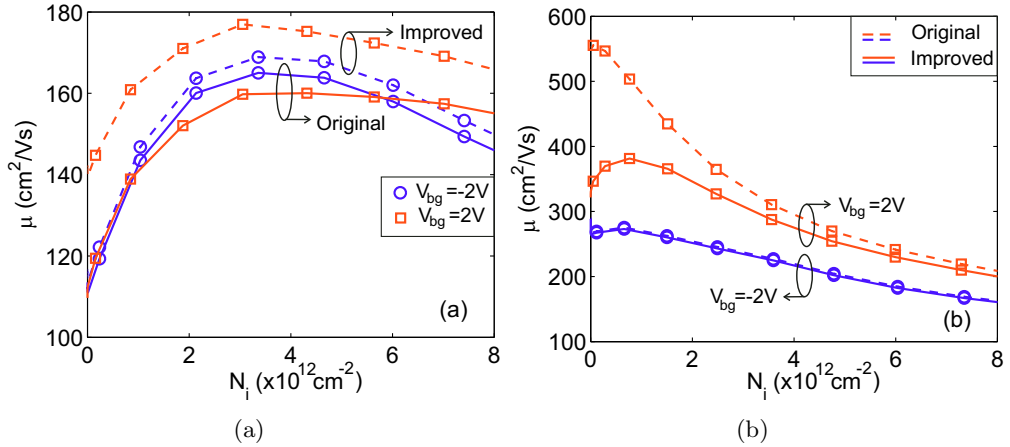 180
160
140
120
100
μ (cm²/Vs)
Improved
Original
V_bg=-2V
V_bg=2V
(a)
0 2 4 6 8
N_i (x10¹²cm⁻²)
(a)
600
500
400
300
200
100
μ (cm²/Vs)
Original
Improved
V_bg=2V
V_bg=-2V
(b)
0 2 4 6 8
N_i (x10¹²cm⁻²)
(b)